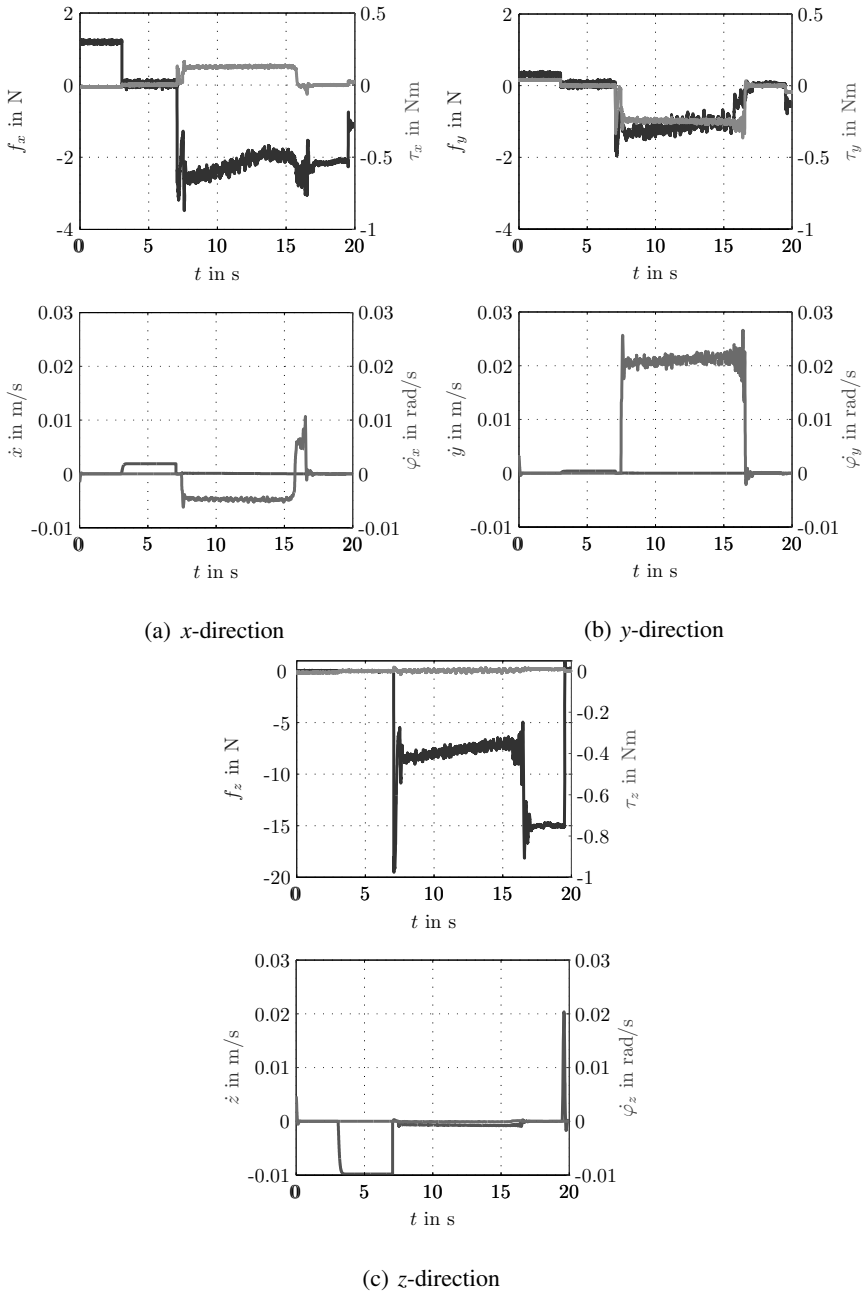 2
0
-2
-4
f_x in N
0.5
0
-0.5
-1
τ_x in Nm
0 5 10 15 20
t in s
2
0
-2
-4
f_y in N
0.5
0
-0.5
-1
τ_y in Nm
0 5 10 15 20
t in s
0.03
0.02
0.01
0
-0.01
ẋ in m/s
0.03
0.02
0.01
0
-0.01
φ̇_x in rad/s
0 5 10 15 20
t in s
0.03
0.02
0.01
0
-0.01
ẏ in m/s
0.03
0.02
0.01
0
-0.01
φ̇_y in rad/s
0 5 10 15 20
t in s
(a) x-direction
(b) y-direction
0
-5
-10
-15
-20
f_z in N
0
-0.2
-0.4
-0.6
-0.8
-1
τ_z in Nm
0 5 10 15 20
t in s
0.03
0.02
0.01
0
-0.01
ż in m/s
0.03
0.02
0.01
0
-0.01
φ̇_z in rad/s
0 5 10 15 20
t in s
(c) z-direction